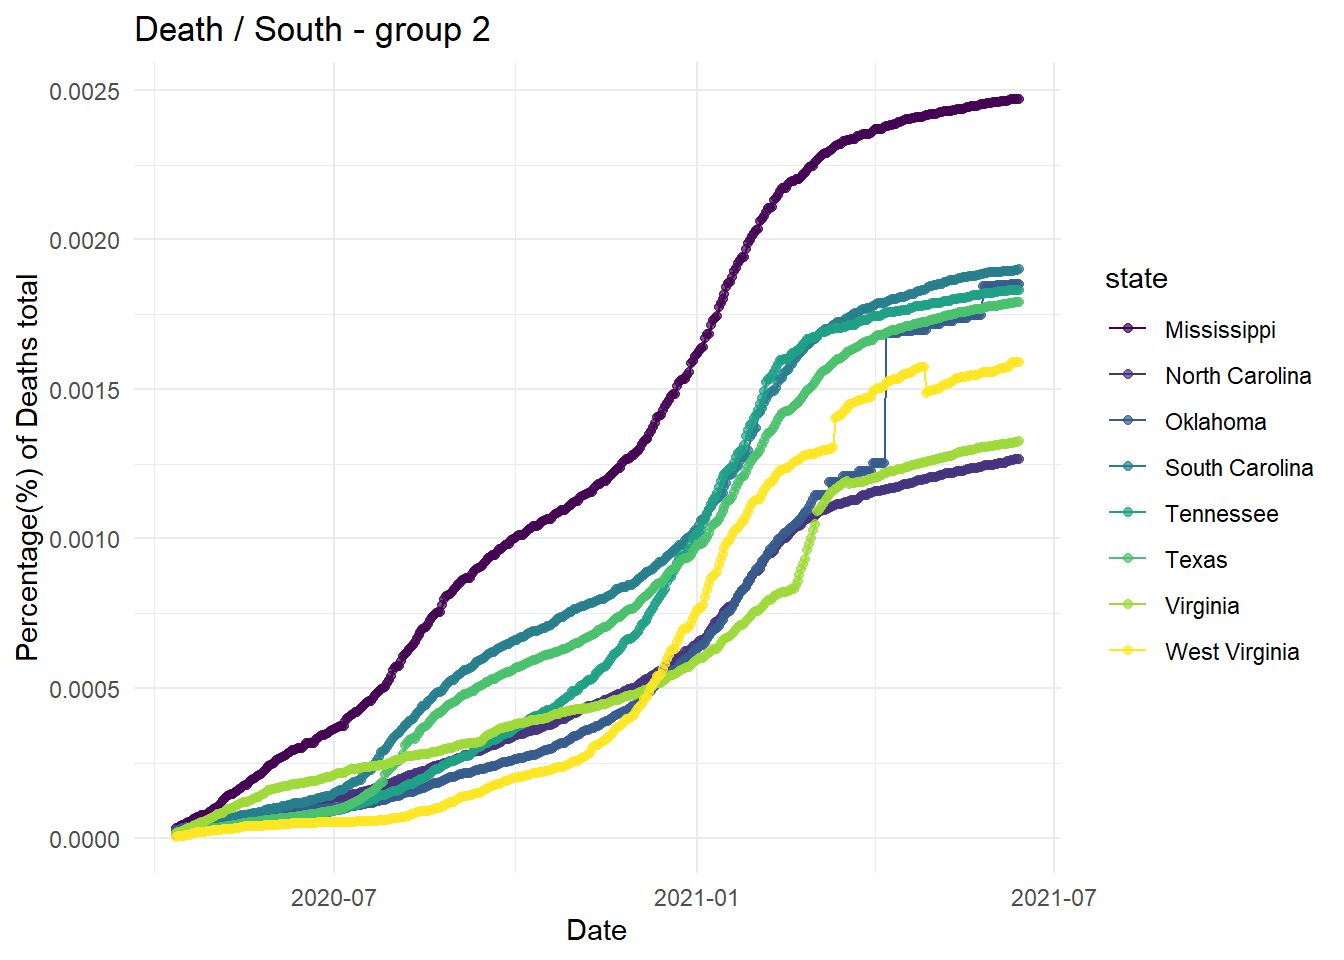 Death / South - group 2
Percentage(%) of Deaths total
0.0025
0.0020
0.0015
0.0010
0.0005
0.0000
2020-07
2021-01
2021-07
Date
state
Mississippi
North Carolina
Oklahoma
South Carolina
Tennessee
Texas
Virginia
West Virginia